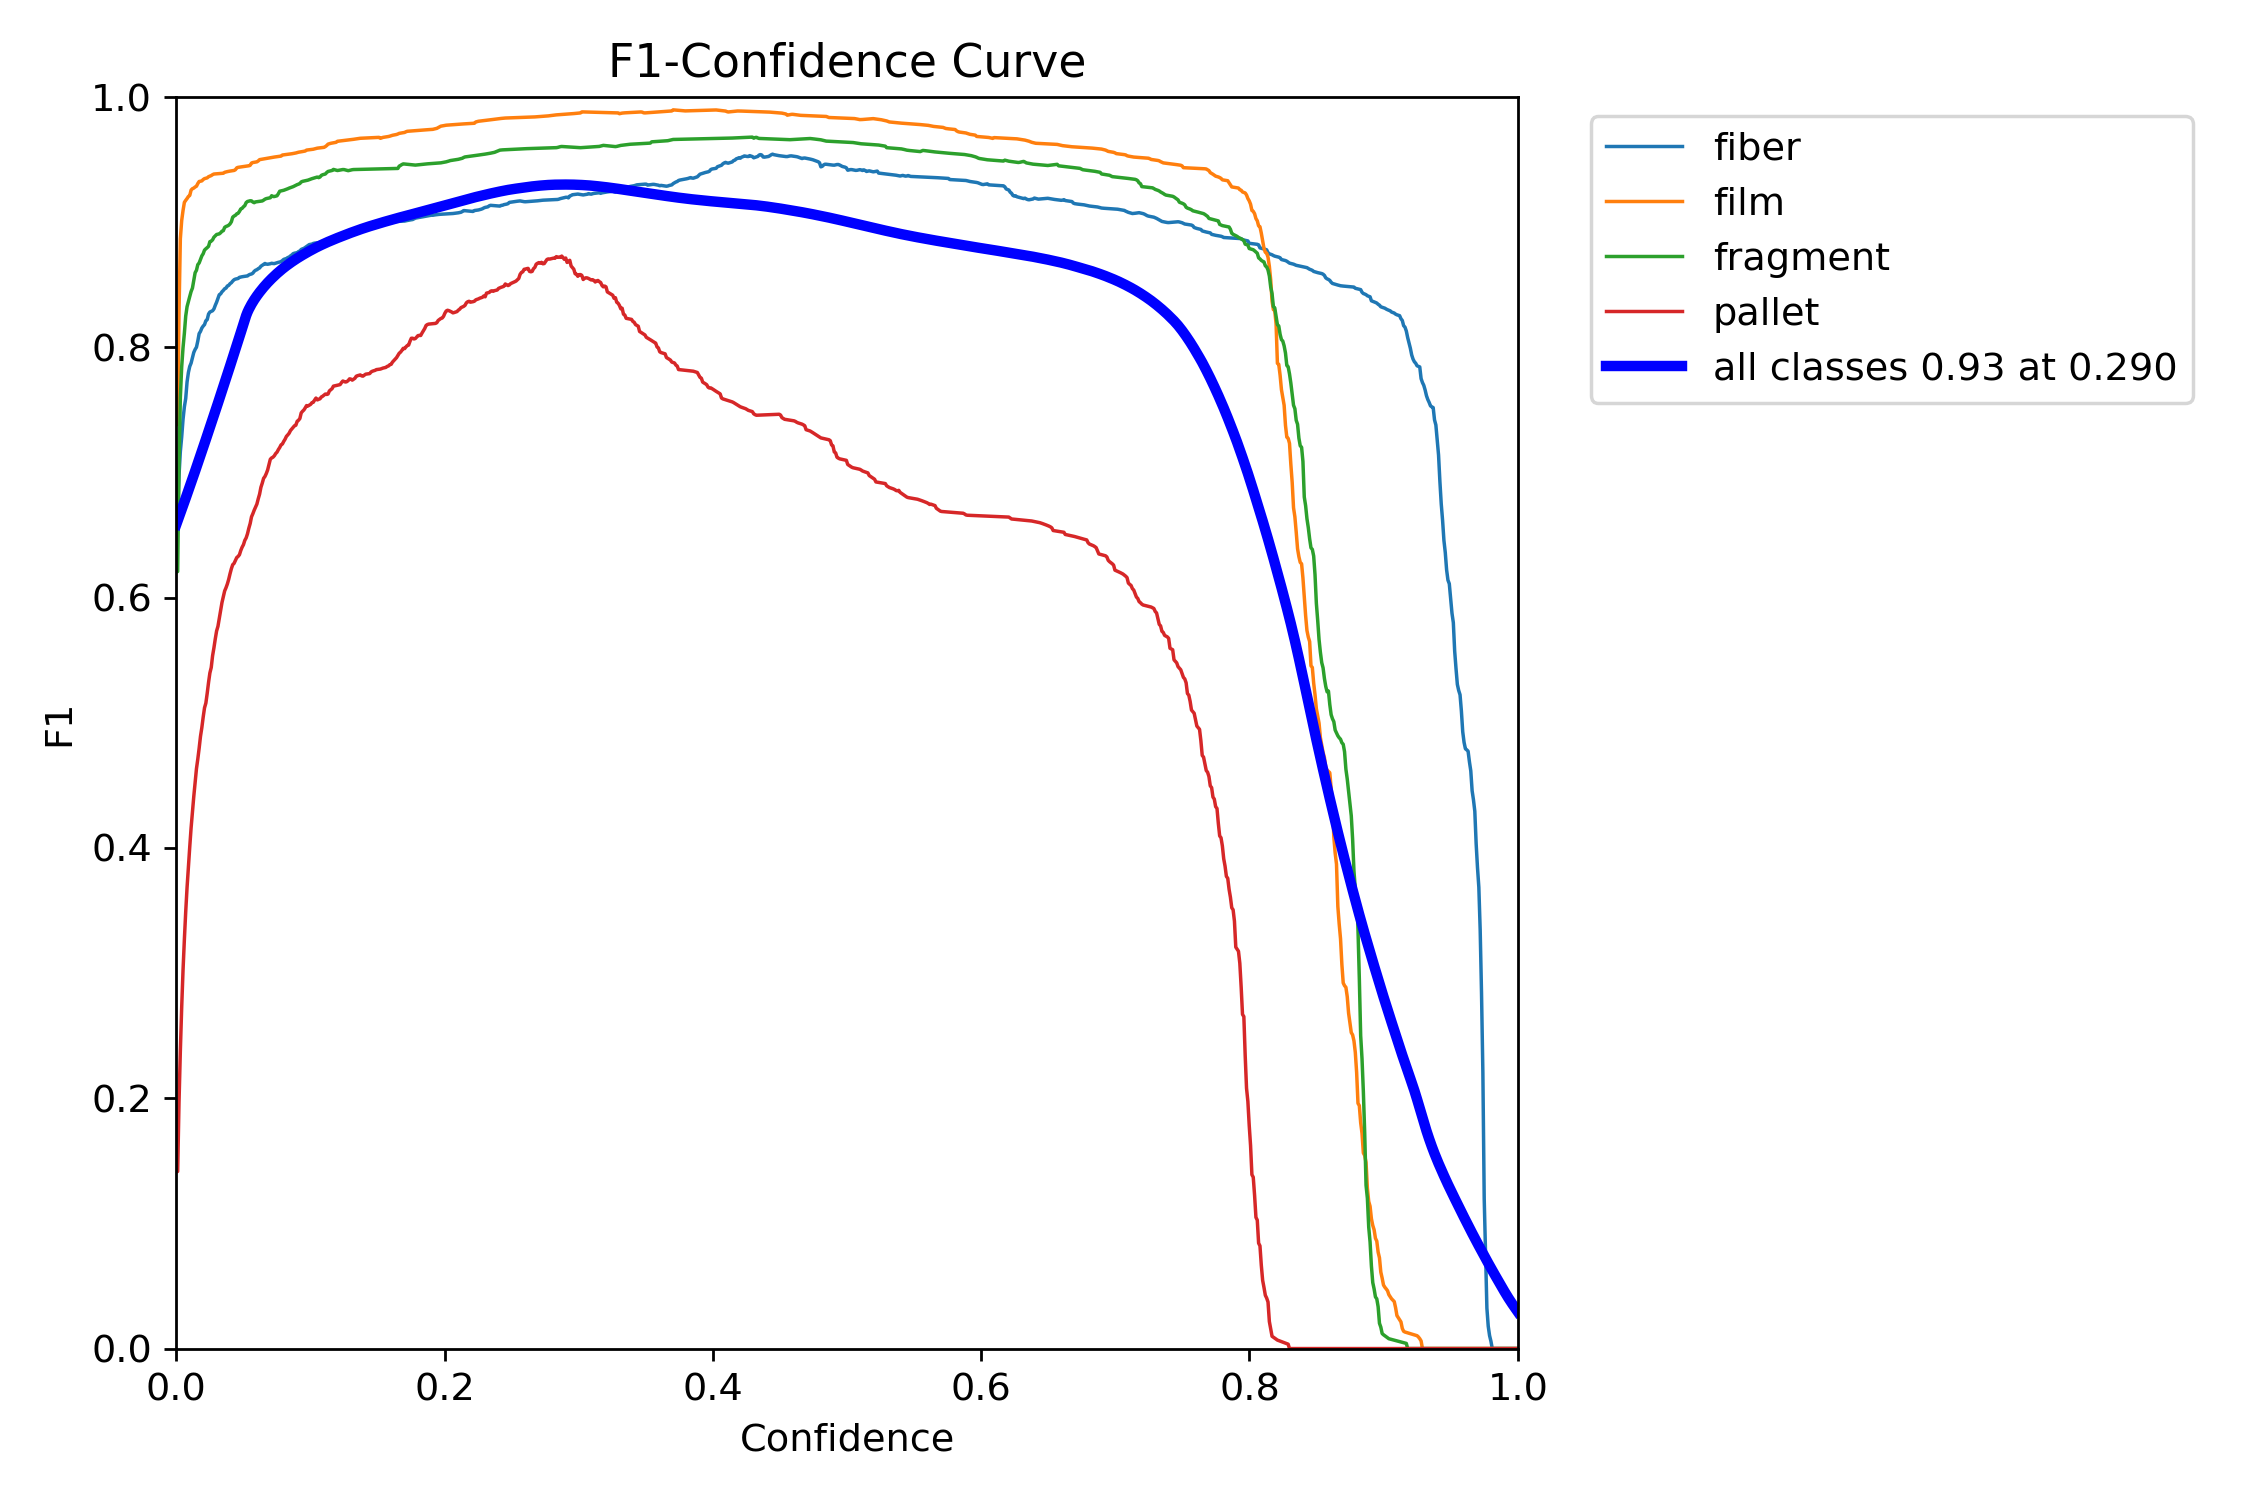 F1-Confidence Curve
1.0
0.8
0.6
0.4
0.2
0.0
F1
0.0 0.2 0.4 0.6 0.8 1.0
Confidence
fiber
film
fragment
pallet
all classes 0.93 at 0.290